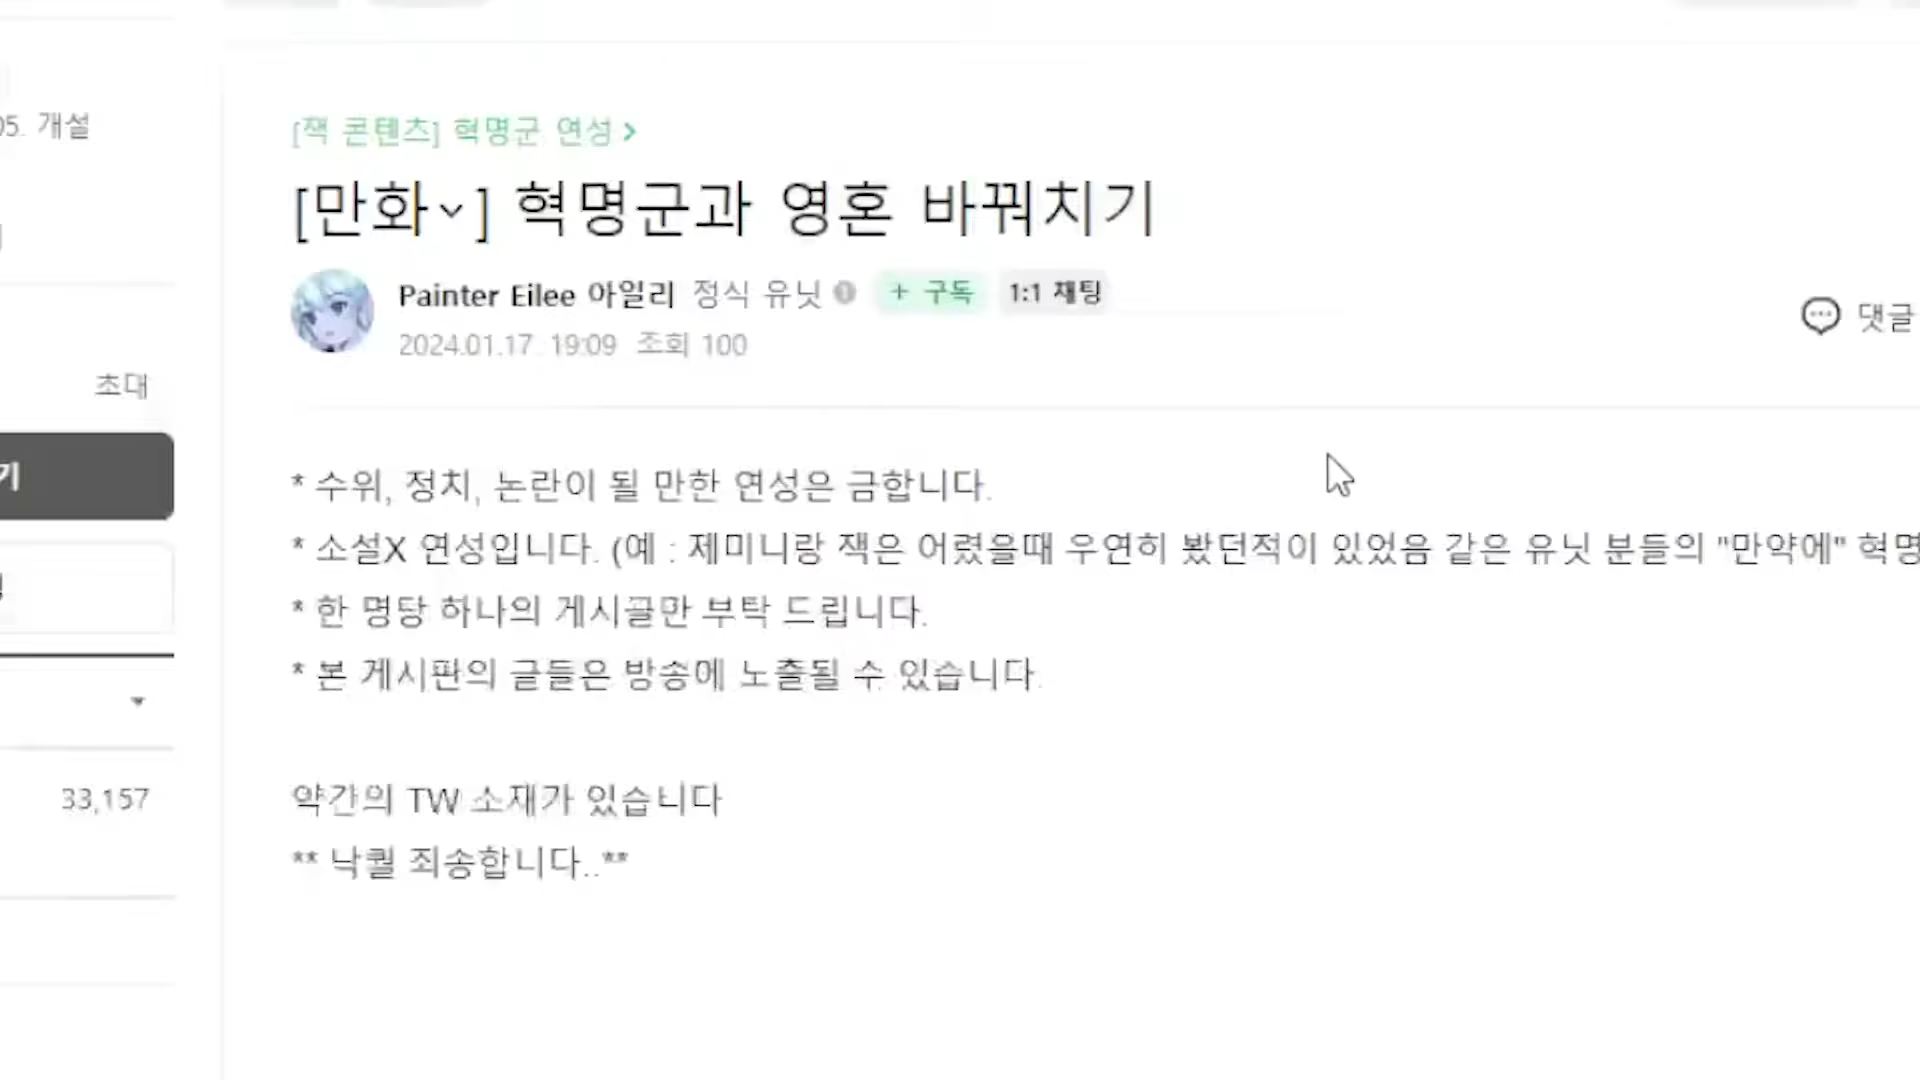 05. 개설
초대
기
33,157
[잭 콘텐츠] 혁명군 연성 >
[만화~] 혁명군과 영혼 바꿔치기
Painter Eilee 아일리 정식 유닛 + 구독 1:1 채팅
2024.01.17. 19:09 조회 100
댓글
* 수위, 정치, 논란이 될 만한 연성은 금합니다.
* 소설X 연성입니다. (예 : 제미니랑 잭은 어렸을때 우연히 봤던적이 있었음 같은 유닛 분들의 "만약에" 혁명
* 한 명당 하나의 게시글만 부탁 드립니다.
* 본 게시판의 글들은 방송에 노출될 수 있습니다.
약간의 TW 소재가 있습니다
** 낙퀄 죄송합니다..**